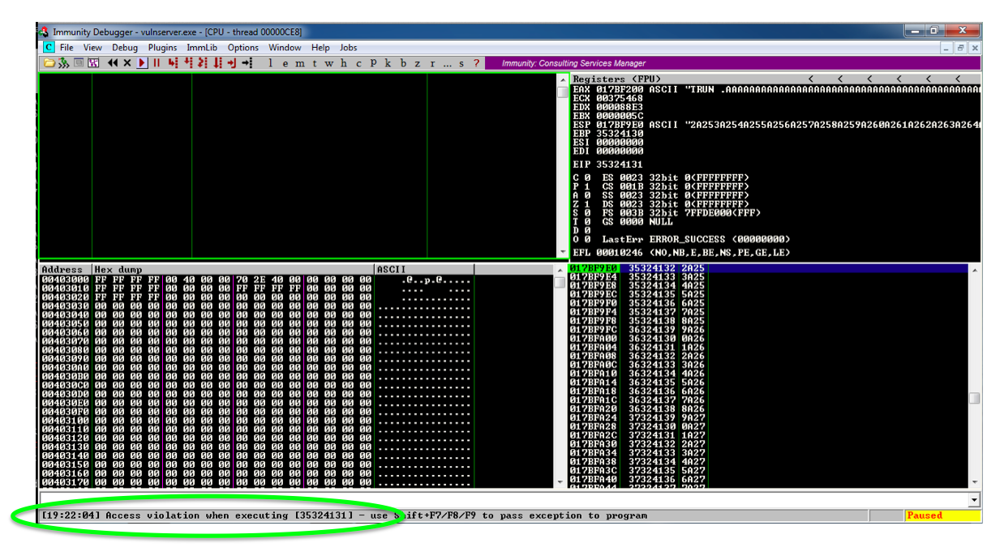 Immunity Debugger - vulnserver.exe - [CPU - thread 00000CE8]
C File View Debug Plugins ImmLib Options Window Help Jobs
l e m t w h c P k b z r ... s ? Immunity: Consulting Services Manager
Registers (FPU) < < < < < <
EAX 017BF200 ASCII "TRUN .AAAAAAAAAAAAAAAAAAAAAAAAAAAAAAAAAAAAAAAAAAA
ECX 00375468
EDX 000088E3
EBX 0000005C
ESP 017BF9E0 ASCII "2A253A254A255A256A257A258A259A260A261A262A263A264A
EBP 35324130
ESI 00000000
EDI 00000000
EIP 35324131
C 0 ES 0023 32bit 0(FFFFFFFF)
P 1 CS 001B 32bit 0(FFFFFFFF)
A 0 SS 0023 32bit 0(FFFFFFFF)
Z 1 DS 0023 32bit 0(FFFFFFFF)
S 0 FS 003B 32bit 7FFDE000(FFF)
T 0 GS 0000 NULL
D 0
O 0 LastErr ERROR_SUCCESS (00000000)
EFL 00010246 (NO,NB,E,BE,NS,PE,GE,LE)
Address Hex dump ASCII
00403000 FF FF FF FF 00 40 00 00 70 2E 40 00 00 00 00 00 .@..p.@.....
00403010 FF FF FF FF 00 00 00 00 FF FF FF FF 00 00 00 00 .... ....
00403020 FF FF FF FF 00 00 00 00 00 00 00 00 00 00 00 00 ............
00403030 00 00 00 00 00 00 00 00 00 00 00 00 00 00 00 00 ................
00403040 00 00 00 00 00 00 00 00 00 00 00 00 00 00 00 00 ................
00403050 00 00 00 00 00 00 00 00 00 00 00 00 00 00 00 00 ................
00403060 00 00 00 00 00 00 00 00 00 00 00 00 00 00 00 00 ................
00403070 00 00 00 00 00 00 00 00 00 00 00 00 00 00 00 00 ................
00403080 00 00 00 00 00 00 00 00 00 00 00 00 00 00 00 00 ................
00403090 00 00 00 00 00 00 00 00 00 00 00 00 00 00 00 00 ................
004030A0 00 00 00 00 00 00 00 00 00 00 00 00 00 00 00 00 ................
004030B0 00 00 00 00 00 00 00 00 00 00 00 00 00 00 00 00 ................
004030C0 00 00 00 00 00 00 00 00 00 00 00 00 00 00 00 00 ................
004030D0 00 00 00 00 00 00 00 00 00 00 00 00 00 00 00 00 ................
004030E0 00 00 00 00 00 00 00 00 00 00 00 00 00 00 00 00 ................
004030F0 00 00 00 00 00 00 00 00 00 00 00 00 00 00 00 00 ................
00403100 00 00 00 00 00 00 00 00 00 00 00 00 00 00 00 00 ................
00403110 00 00 00 00 00 00 00 00 00 00 00 00 00 00 00 00 ................
00403120 00 00 00 00 00 00 00 00 00 00 00 00 00 00 00 00 ................
00403130 00 00 00 00 00 00 00 00 00 00 00 00 00 00 00 00 ................
00403140 00 00 00 00 00 00 00 00 00 00 00 00 00 00 00 00 ................
00403150 00 00 00 00 00 00 00 00 00 00 00 00 00 00 00 00 ................
00403160 00 00 00 00 00 00 00 00 00 00 00 00 00 00 00 00 ................
00403170 00 00 00 00 00 00 00 00 00 00 00 00 00 00 00 00 ................
017BF9E0 35324132 2A25
017BF9E4 35324133 3A25
017BF9E8 35324134 4A25
017BF9EC 35324135 5A25
017BF9F0 35324136 6A25
017BF9F4 35324137 7A25
017BF9F8 35324138 8A25
017BF9FC 36324139 9A26
017BFA00 36324130 0A26
017BFA04 36324131 1A26
017BFA08 36324132 2A26
017BFA0C 36324133 3A26
017BFA10 36324134 4A26
017BFA14 36324135 5A26
017BFA18 36324136 6A26
017BFA1C 36324137 7A26
017BFA20 36324138 8A26
017BFA24 37324139 9A27
017BFA28 37324130 0A27
017BFA2C 37324131 1A27
017BFA30 37324132 2A27
017BFA34 37324133 3A27
017BFA38 37324134 4A27
017BFA3C 37324135 5A27
017BFA40 37324136 6A27
017BFA44 37324137 7A27
[19:22:04] Access violation when executing [35324131] - use Shift+F7/F8/F9 to pass exception to program
Paused